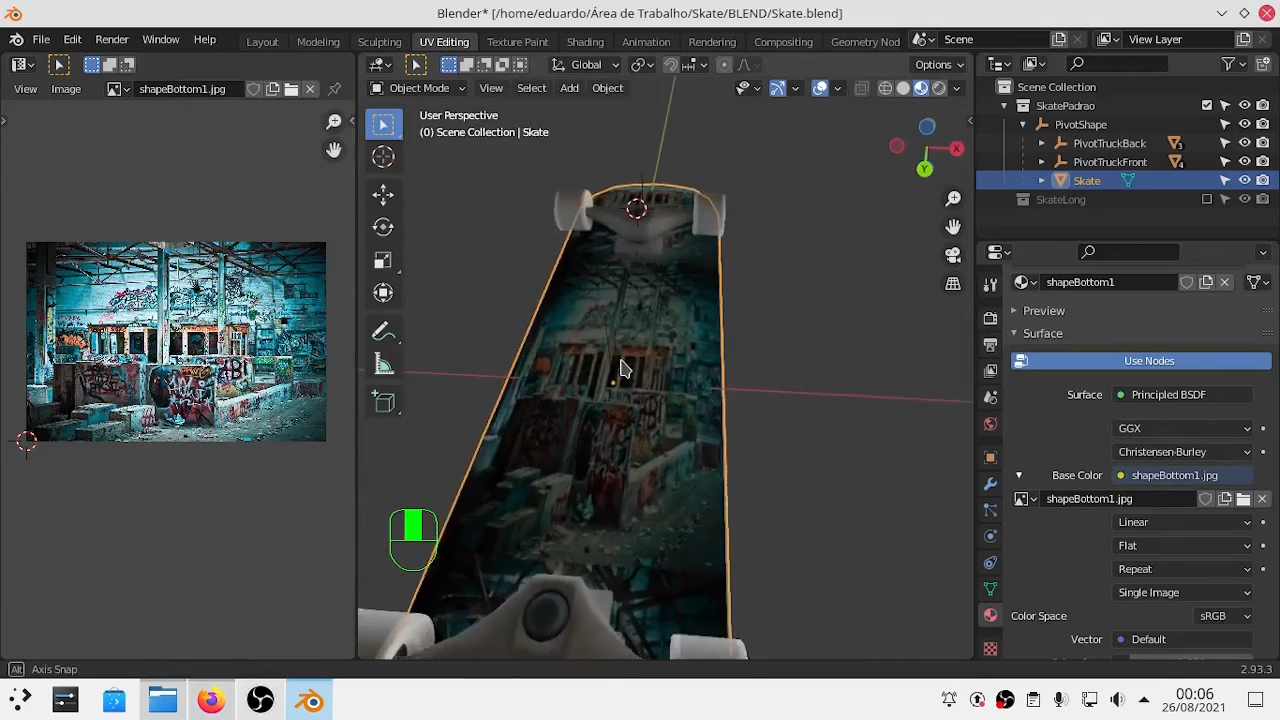 Blender* [/home/eduardo/Área de Trabalho/Skate/BLEND/Skate.blend]
File Edit Render Window Help
Layout Modeling Sculpting UV Editing Texture Paint Shading Animation Rendering Compositing Geometry Nod
Scene
View Layer
Global
Options
View Image
shapeBottom1.jpg
Object Mode
View Select Add Object
User Perspective
(0) Scene Collection | Skate
X
Y
Scene Collection
SkatePadrao
PivotShape
PivotTruckBack
3
PivotTruckFront
4
Skate
SkateLong
shapeBottom1
Preview
Surface
Use Nodes
Surface
Principled BSDF
GGX
Christensen-Burley
Base Color
shapeBottom1.jpg
shapeBottom1.jpg
Linear
Flat
Repeat
Single Image
Color Space
sRGB
Vector
Default
Alt
Axis Snap
2.93.3
00:06
26/08/2021